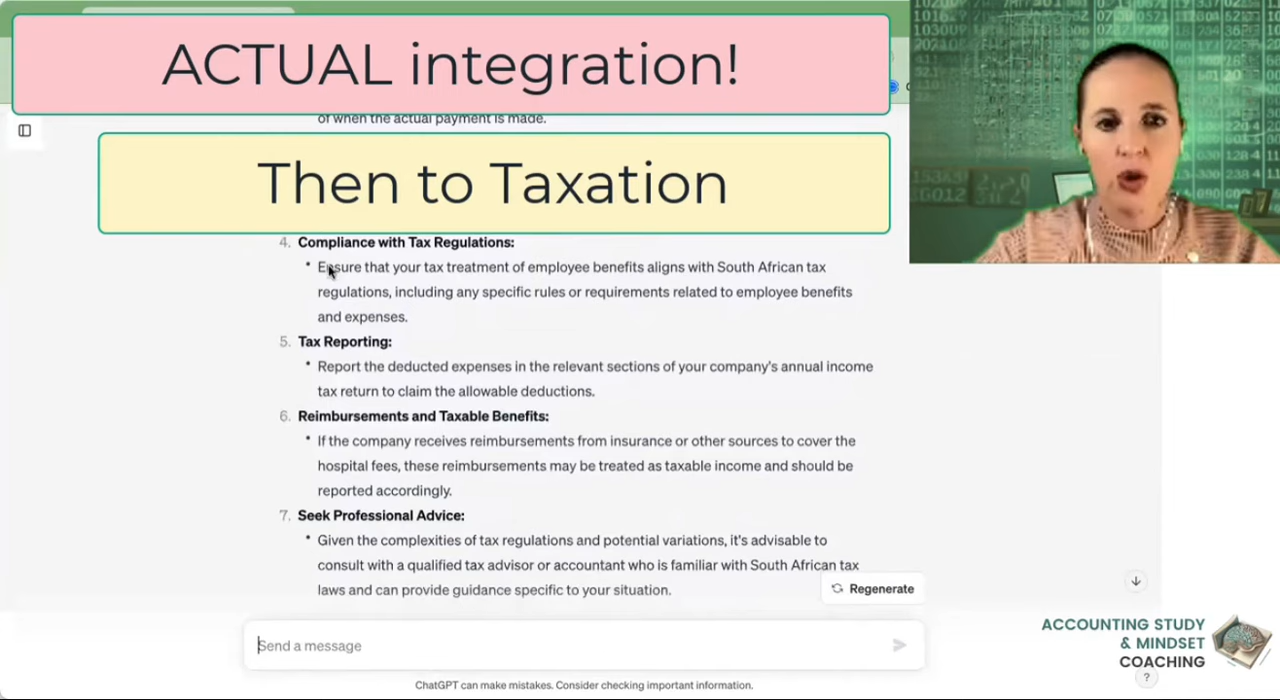 ACTUAL integration!
of when the actual payment is made.
Then to Taxation
4. Compliance with Tax Regulations:
• Ensure that your tax treatment of employee benefits aligns with South African tax
regulations, including any specific rules or requirements related to employee benefits
and expenses.
5. Tax Reporting:
• Report the deducted expenses in the relevant sections of your company's annual income
tax return to claim the allowable deductions.
6. Reimbursements and Taxable Benefits:
• If the company receives reimbursements from insurance or other sources to cover the
hospital fees, these reimbursements may be treated as taxable income and should be
reported accordingly.
7. Seek Professional Advice:
• Given the complexities of tax regulations and potential variations, it's advisable to
consult with a qualified tax advisor or accountant who is familiar with South African tax
laws and can provide guidance specific to your situation.
Regenerate
Send a message
ChatGPT can make mistakes. Consider checking important information.
ACCOUNTING STUDY
& MINDSET
COACHING
?